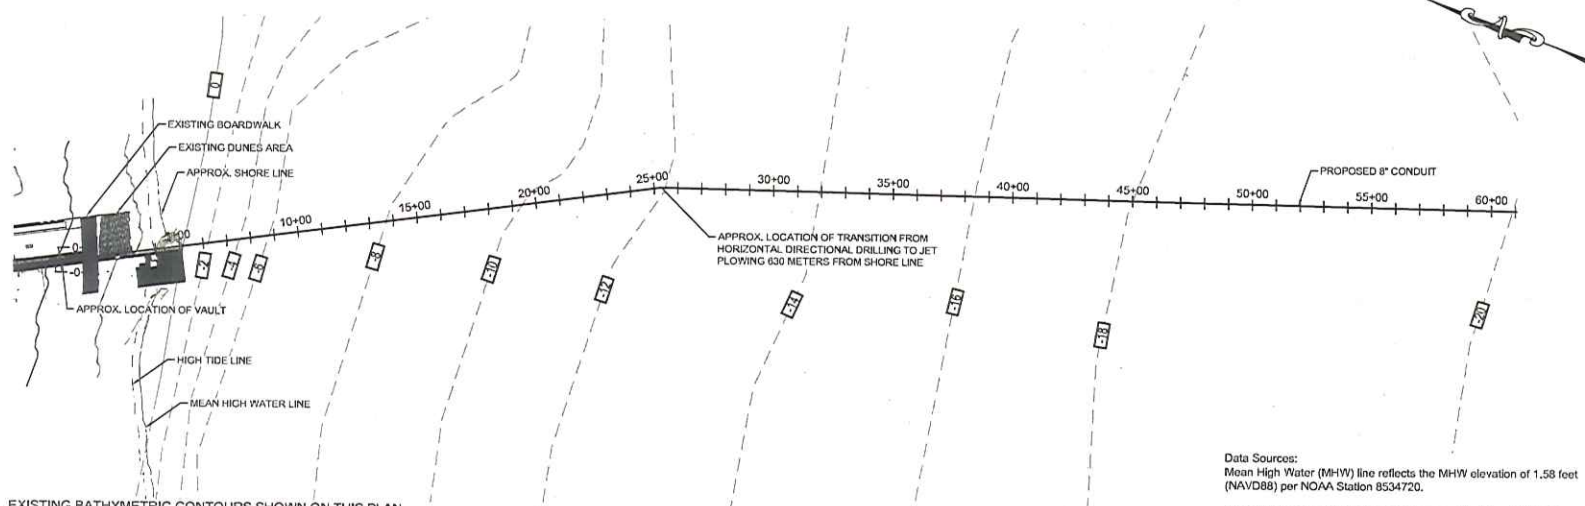 0
EXISTING BOARDWALK
EXISTING DUNES AREA
APPROX. SHORE LINE
10+00
15+00
20+00
25+00
30+00
35+00
40+00
45+00
50+00
55+00
60+00
PROPOSED 8" CONDUIT
0
-0
-2
-4
-6
-8
-10
-12
-14
-16
-18
-20
APPROX. LOCATION OF TRANSITION FROM
HORIZONTAL DIRECTIONAL DRILLING TO JET
PLOWING 630 METERS FROM SHORE LINE
APPROX. LOCATION OF VAULT
HIGH TIDE LINE
MEAN HIGH WATER LINE
Data Sources:
Mean High Water (MHW) line reflects the MHW elevation of 1.58 feet
(NAVD88) per NOAA Station 8534720.
EXISTING BATHYMETRIC CONTOURS SHOWN ON THIS PLAN